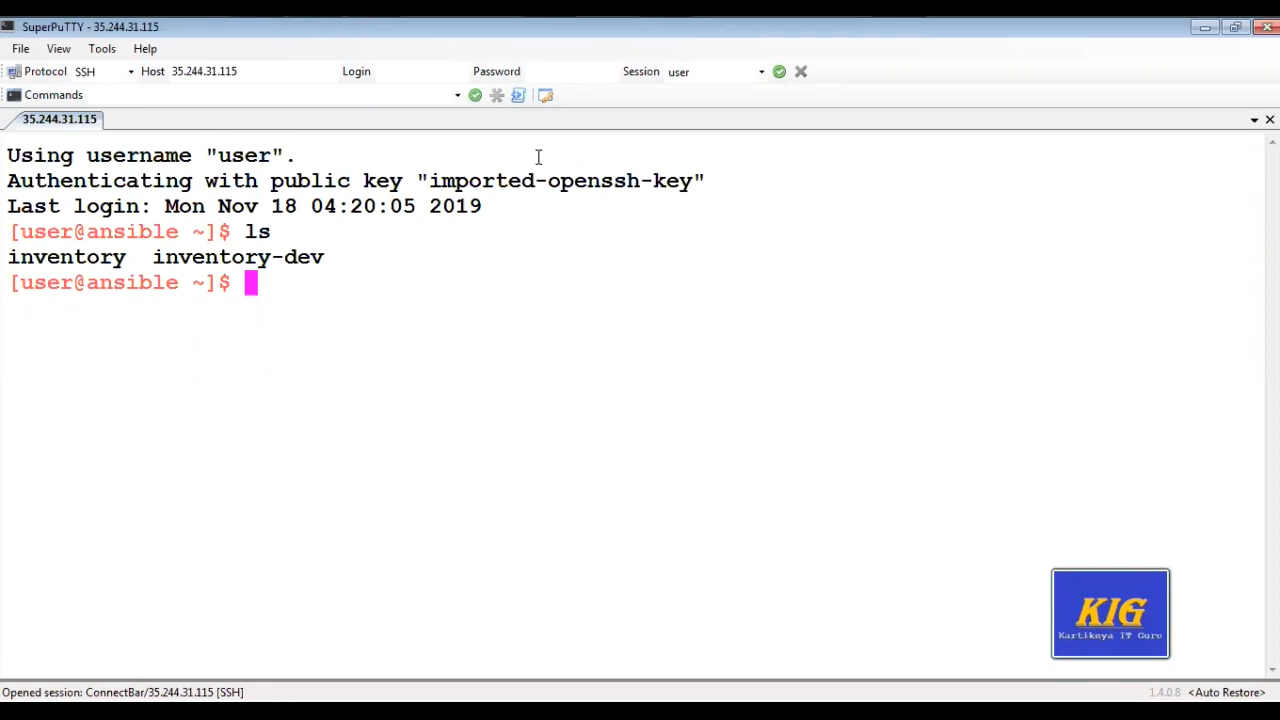 SuperPuTTY - 35.244.31.115
File View Tools Help
Protocol SSH Host 35.244.31.115 Login Password Session user
Commands
35.244.31.115
Using username "user".
Authenticating with public key "imported-openssh-key"
Last login: Mon Nov 18 04:20:05 2019
[user@ansible ~]$ ls
inventory  inventory-dev
[user@ansible ~]$
KIG
Kartikeya IT Guru
Opened session: ConnectBar/35.244.31.115 [SSH] 1.4.0.8 <Auto Restore>